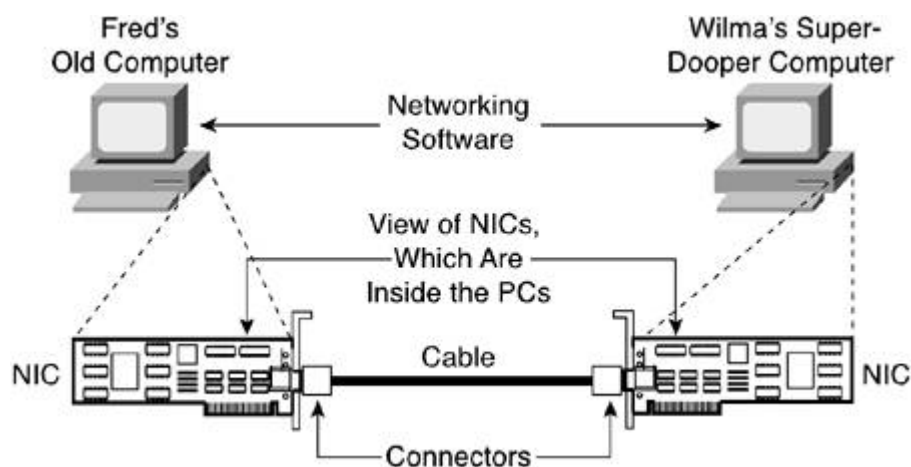 Fred's
Old Computer
Wilma's Super-
Dooper Computer
Networking
Software
View of NICs,
Which Are
Inside the PCs
NIC
Cable
NIC
Connectors